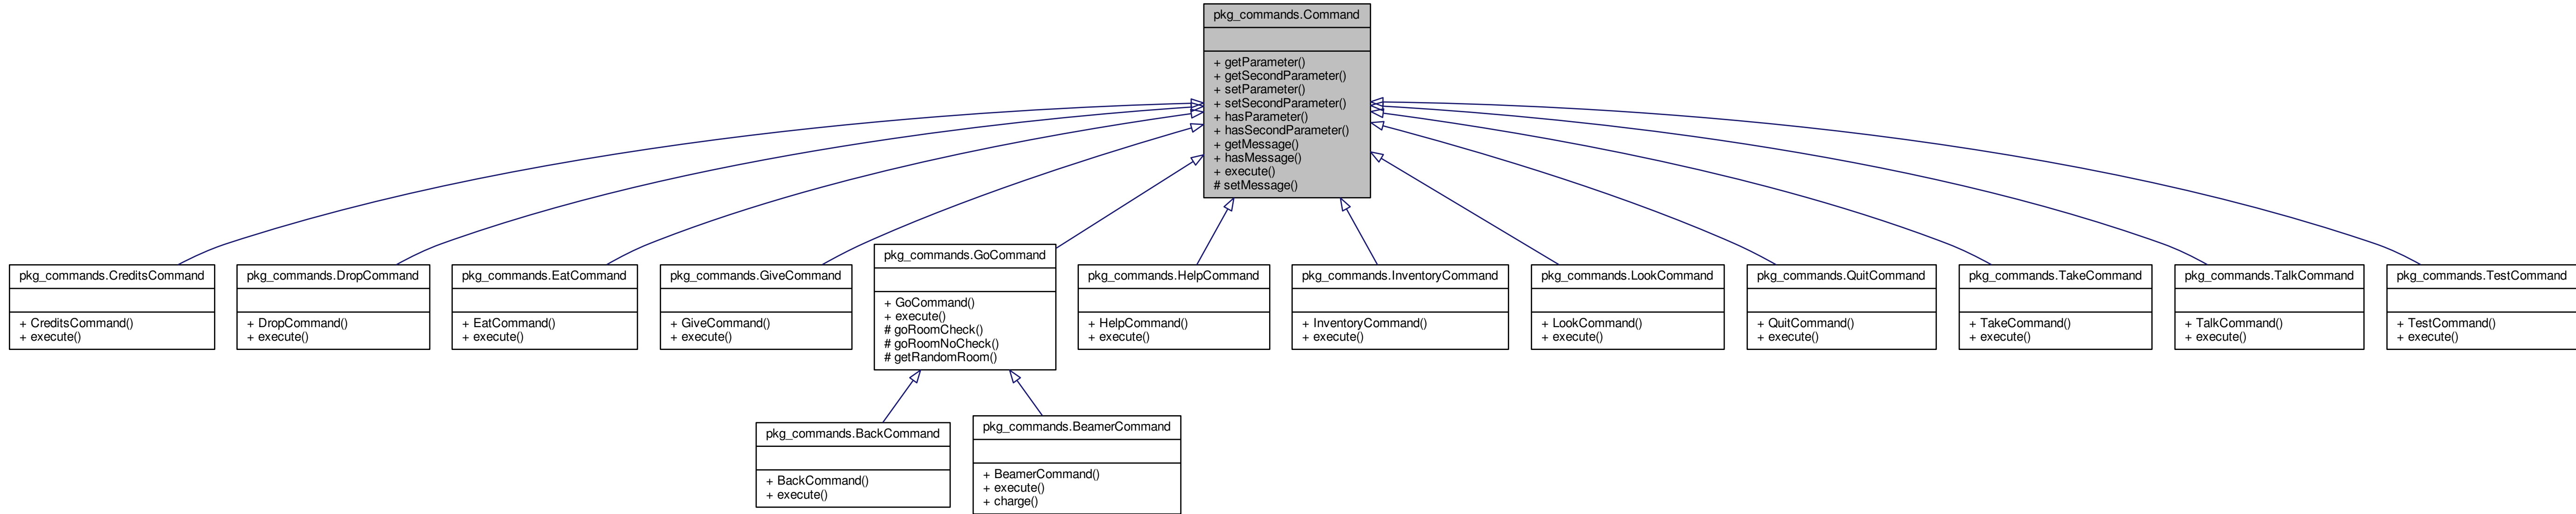 pkg_commands.Command
+ getParameter()
+ getSecondParameter()
+ setParameter()
+ setSecondParameter()
+ hasParameter()
+ hasSecondParameter()
+ getMessage()
+ hasMessage()
+ execute()
# setMessage()
pkg_commands.CreditsCommand
+ CreditsCommand()
+ execute()
pkg_commands.DropCommand
+ DropCommand()
+ execute()
pkg_commands.EatCommand
+ EatCommand()
+ execute()
pkg_commands.GiveCommand
+ GiveCommand()
+ execute()
pkg_commands.GoCommand
+ GoCommand()
+ execute()
# goRoomCheck()
# goRoomNoCheck()
# getRandomRoom()
pkg_commands.HelpCommand
+ HelpCommand()
+ execute()
pkg_commands.InventoryCommand
+ InventoryCommand()
+ execute()
pkg_commands.LookCommand
+ LookCommand()
+ execute()
pkg_commands.QuitCommand
+ QuitCommand()
+ execute()
pkg_commands.TakeCommand
+ TakeCommand()
+ execute()
pkg_commands.TalkCommand
+ TalkCommand()
+ execute()
pkg_commands.TestCommand
+ TestCommand()
+ execute()
pkg_commands.BackCommand
+ BackCommand()
+ execute()
pkg_commands.BeamerCommand
+ BeamerCommand()
+ execute()
+ charge()